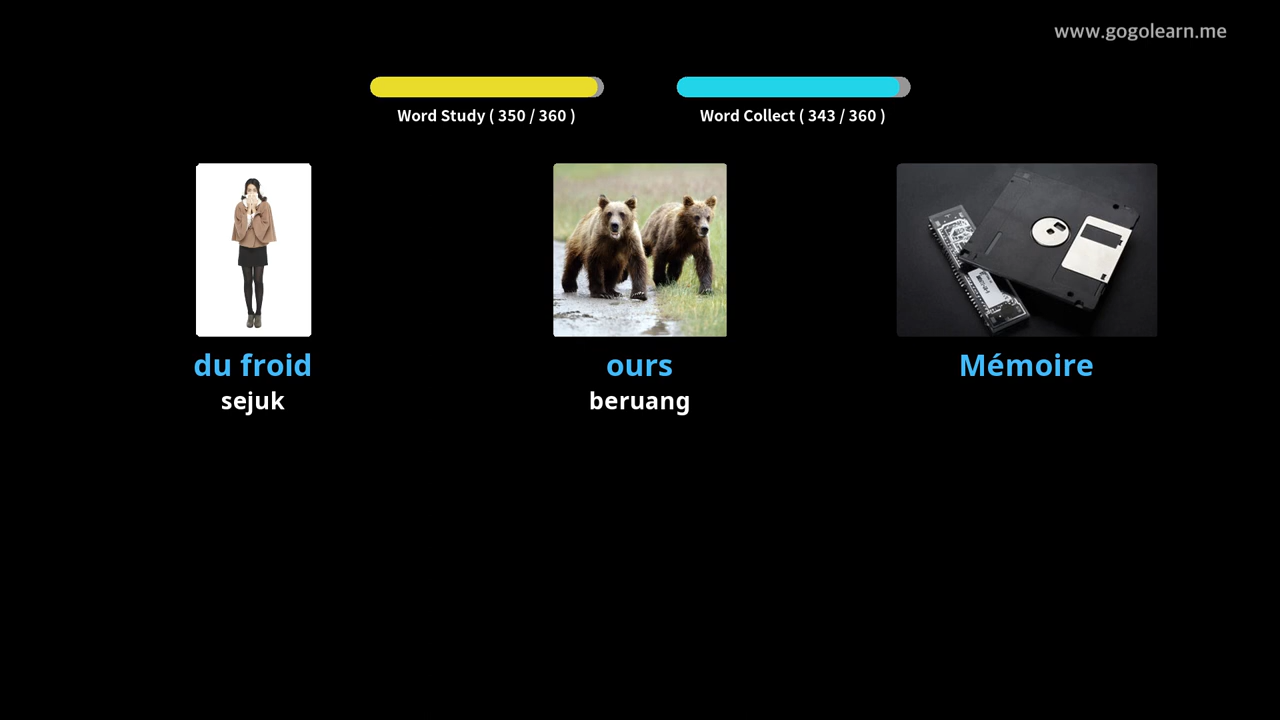 www.gogolearn.me
Word Study ( 350 / 360 )
Word Collect ( 343 / 360 )
du froid
sejuk
ours
beruang
Mémoire